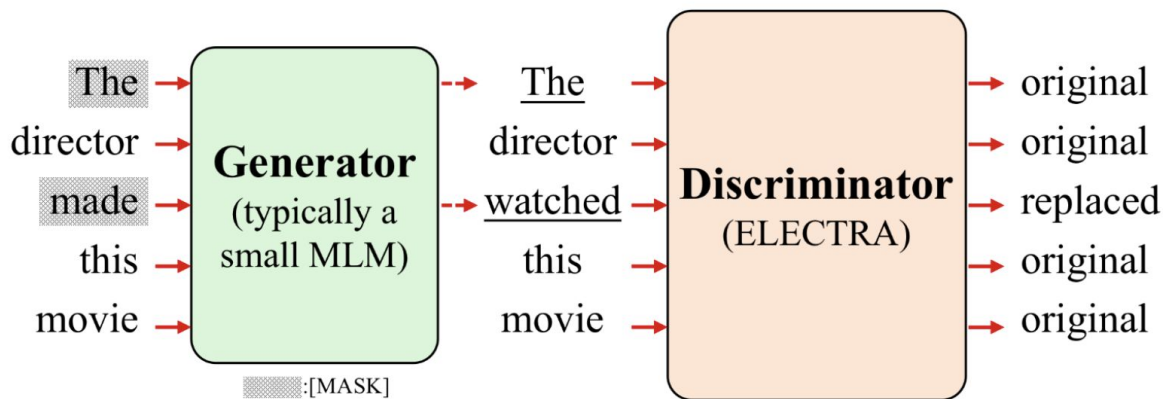 The The original
director director original
Generator
Discriminator
made watched replaced
(typically a
(ELECTRA)
small MLM)
this this original
movie movie original
:[MASK]